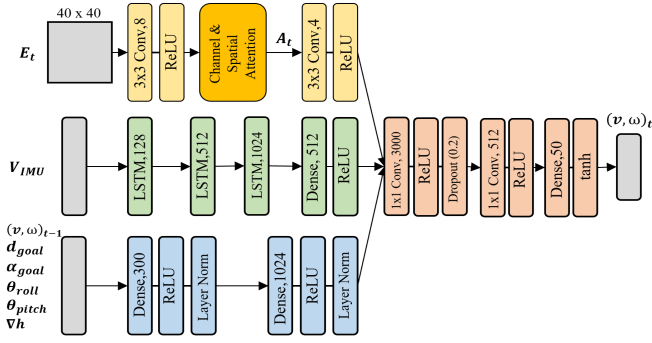 40 x 40
E_t
3x3 Conv,8
ReLU
Channel &
Spatial
Attention
A_t
3x3 Conv,4
ReLU
V_IMU
LSTM,128
LSTM,512
LSTM,1024
Dense, 512
ReLU
(v, ω)_{t−1}
d_goal
α_goal
θ_roll
θ_pitch
∇h
Dense,300
ReLU
Layer Norm
Dense,1024
ReLU
Layer Norm
1x1 Conv, 3000
ReLU
Dropout (0.2)
1x1 Conv, 512
ReLU
Dense,50
tanh
(v, ω)_t